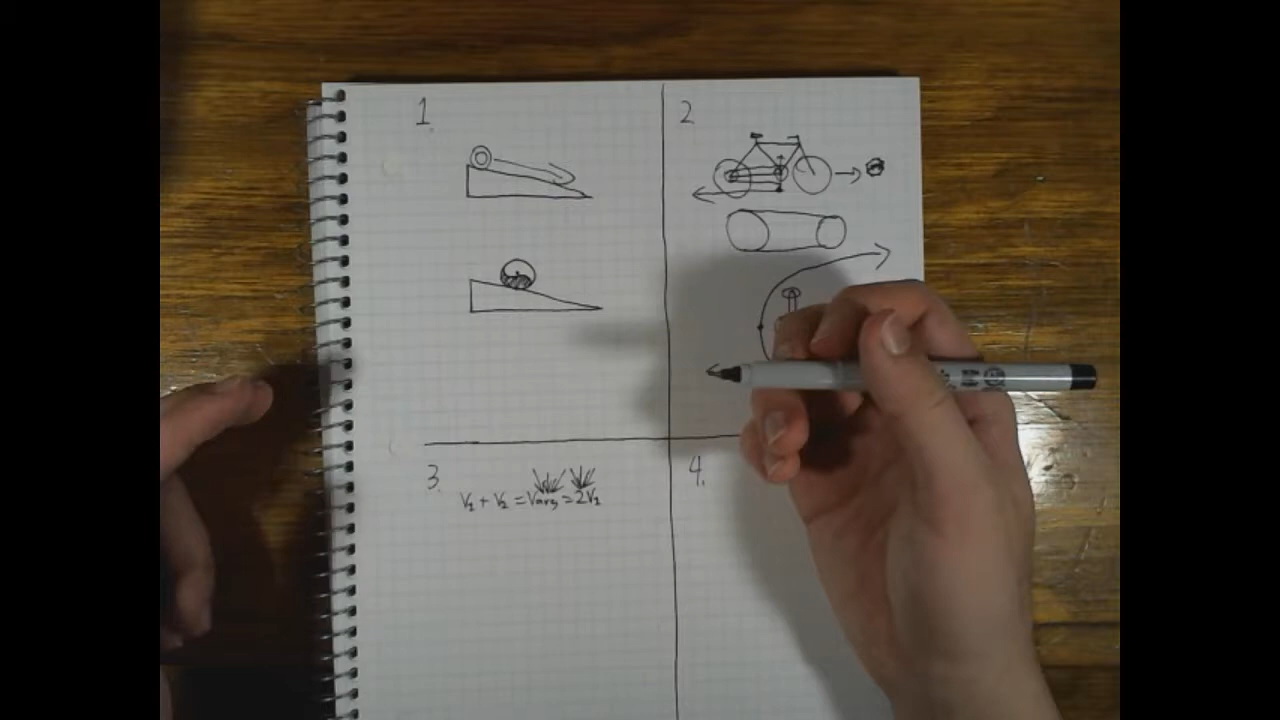 1.
2.
3.
V₁ + V₂ = Vavg = 2V₁
4.